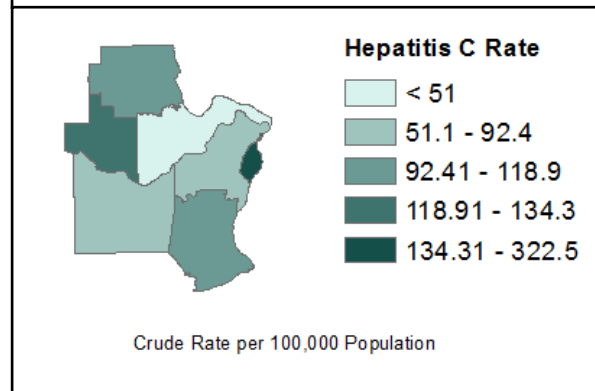 Hepatitis C Rate
< 51
51.1 - 92.4
92.41 - 118.9
118.91 - 134.3
134.31 - 322.5
Crude Rate per 100,000 Population